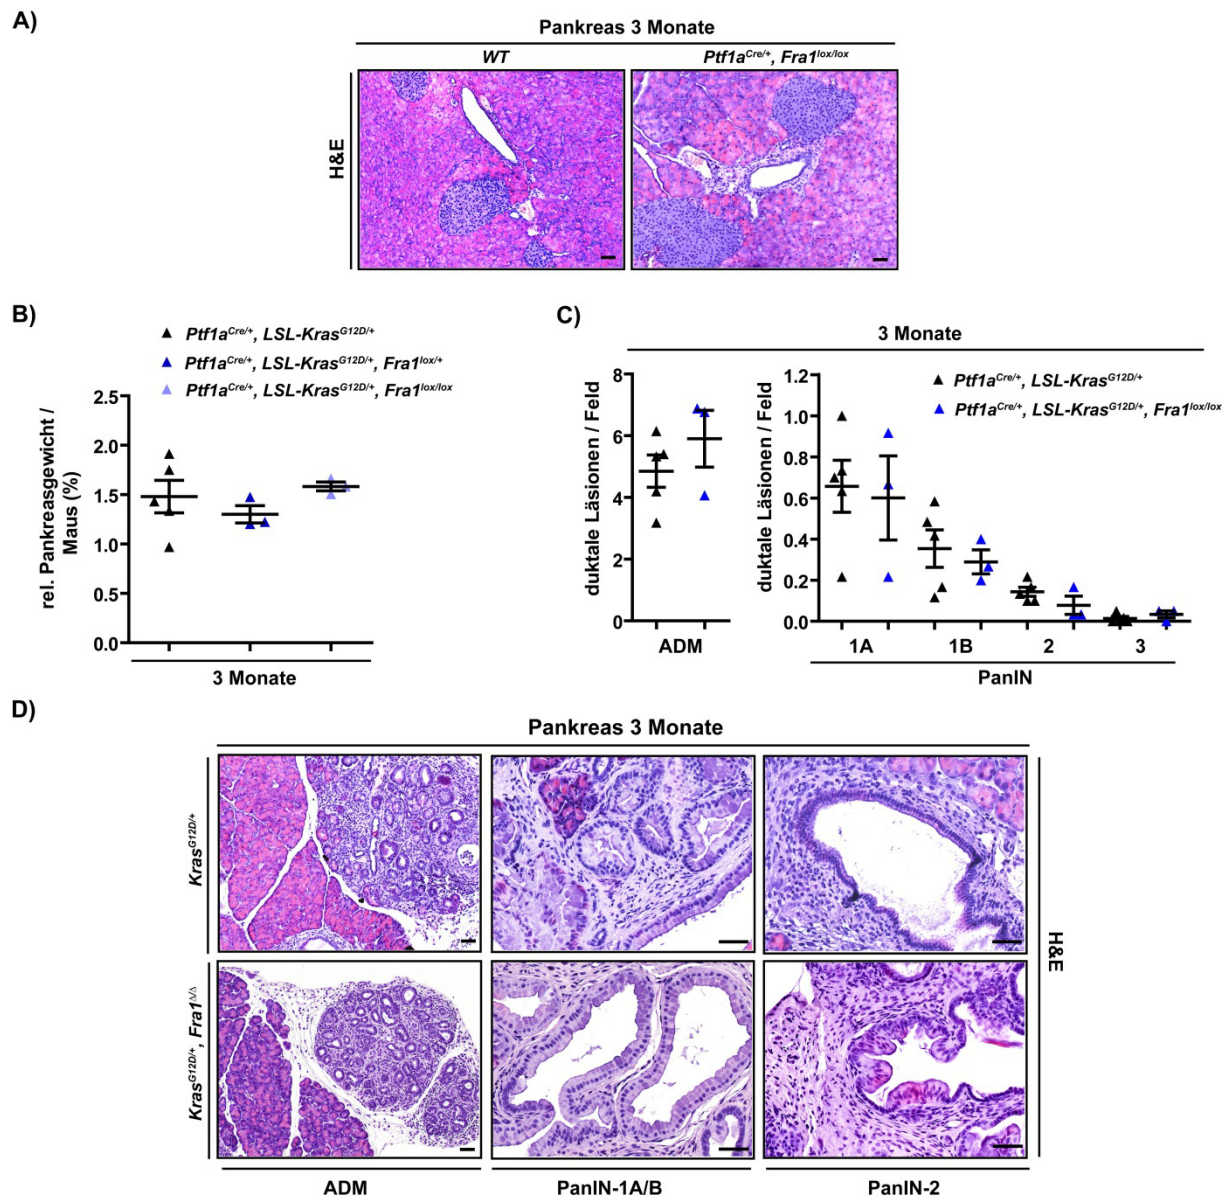 A)
Pankreas 3 Monate
WT
Ptf1a^Cre/+, Fra1^lox/lox
H&E
B)
Ptf1a^Cre/+, LSL-Kras^G12D/+
Ptf1a^Cre/+, LSL-Kras^G12D/+, Fra1^lox/+
Ptf1a^Cre/+, LSL-Kras^G12D/+, Fra1^lox/lox
rel. Pankreasgewicht /
Maus (%)
2.5
2.0
1.5
1.0
0.5
0.0
3 Monate
C)
3 Monate
duktale Läsionen / Feld
8
6
4
2
0
ADM
duktale Läsionen / Feld
1.2
1.0
0.8
0.6
0.4
0.2
0.0
Ptf1a^Cre/+, LSL-Kras^G12D/+
Ptf1a^Cre/+, LSL-Kras^G12D/+, Fra1^lox/lox
1A 1B 2 3
PanIN
D)
Pankreas 3 Monate
Kras^G12D/+
Kras^G12D/+, Fra1^Δ/Δ
H&E
ADM
PanIN-1A/B
PanIN-2